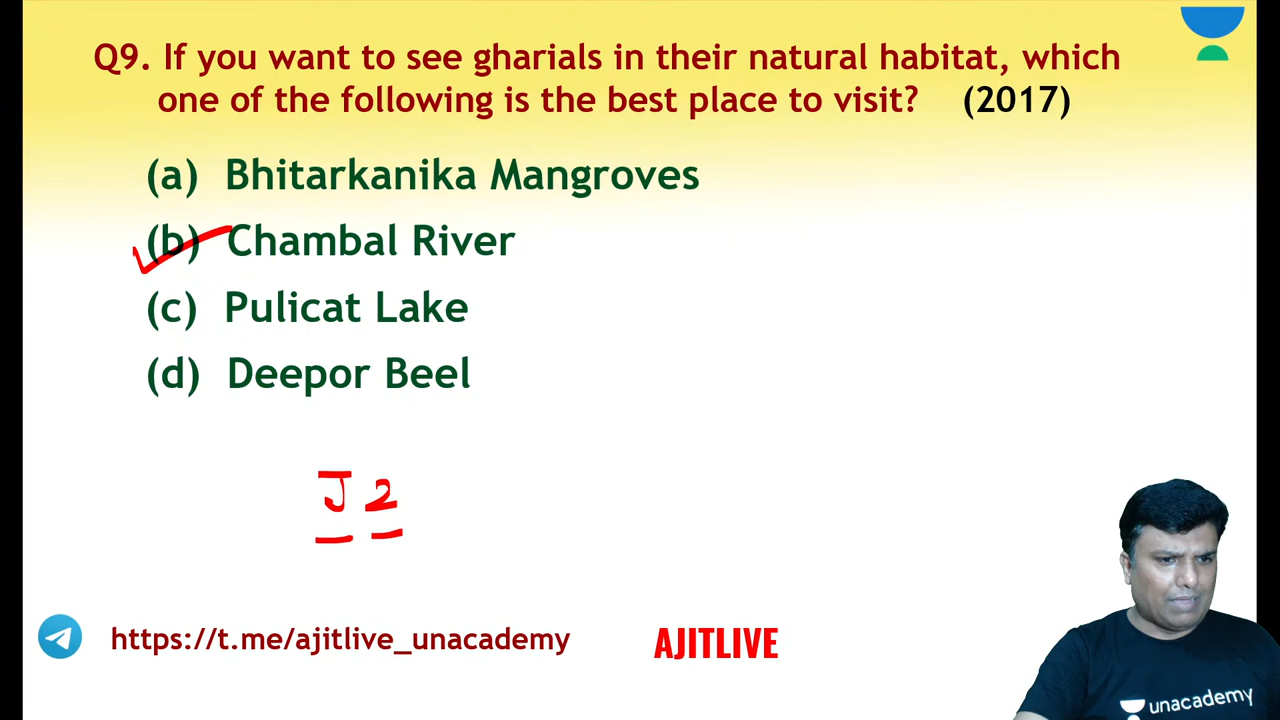 Q9. If you want to see gharials in their natural habitat, which
one of the following is the best place to visit? (2017)
(a) Bhitarkanika Mangroves
(b) Chambal River
(c) Pulicat Lake
(d) Deepor Beel
J 2
https://t.me/ajitlive_unacademy AJITLIVE
unacademy